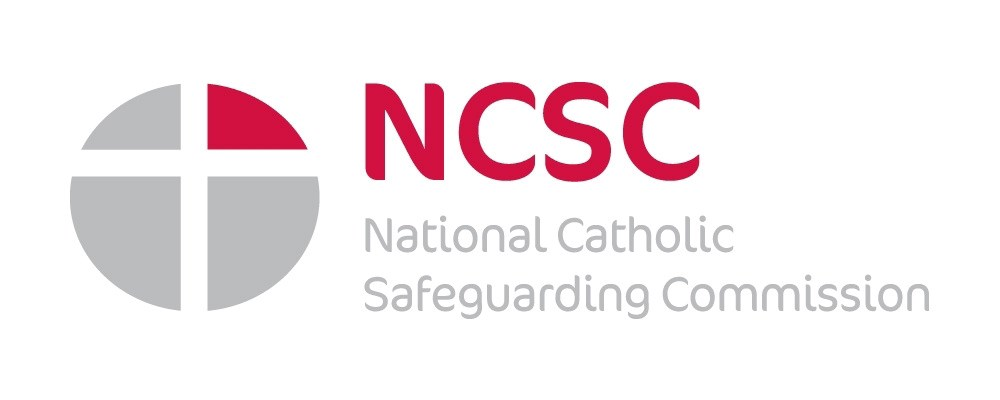 NCSC
National Catholic
Safeguarding Commission